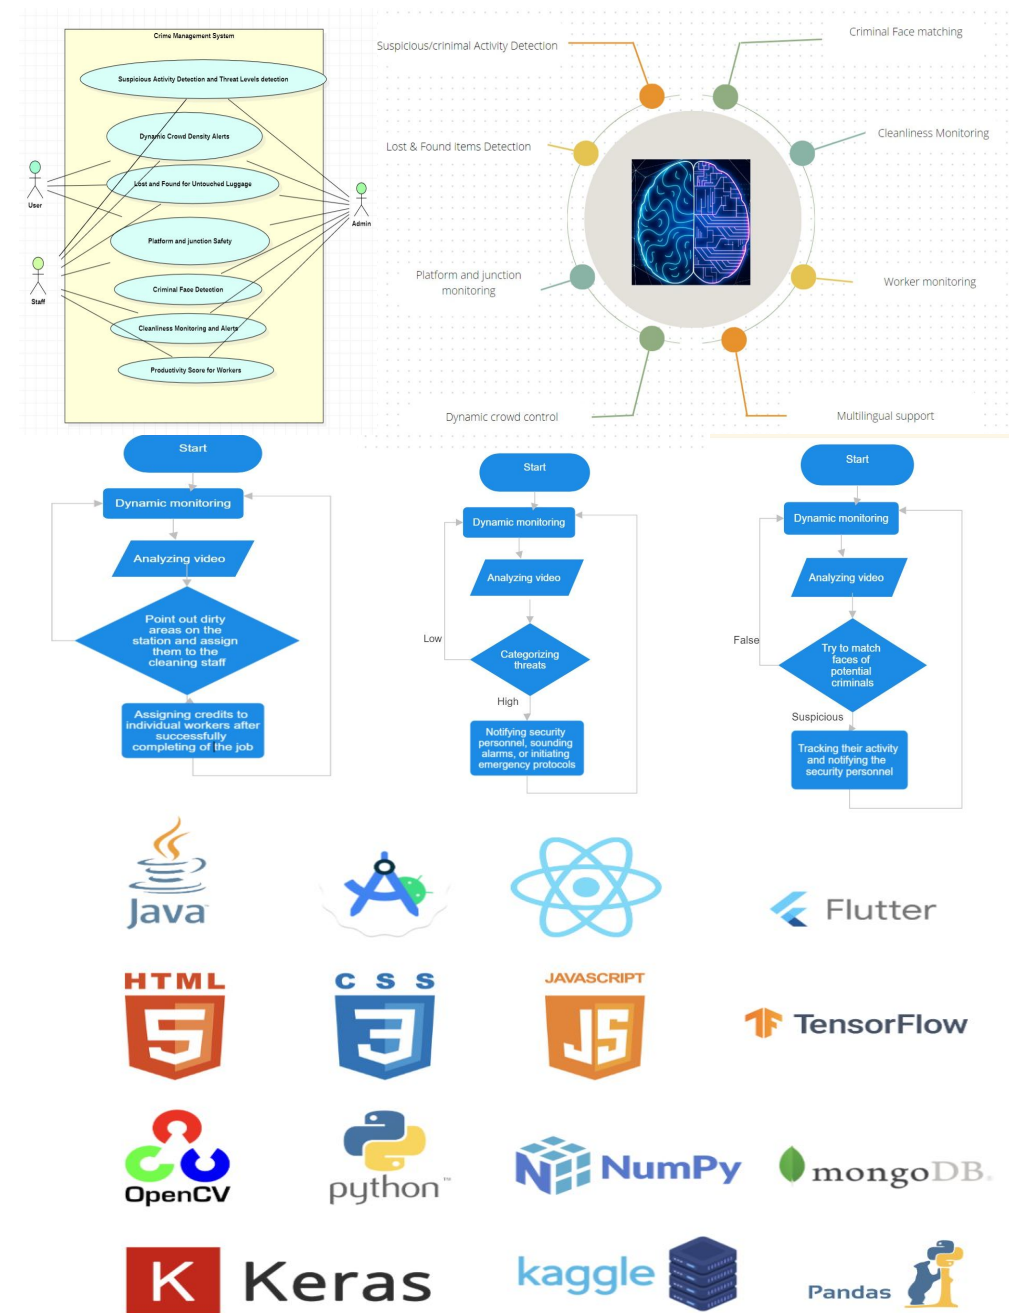 Crime Management System
Suspicious Activity Detection and Threat Levels detection
Dynamic Crowd Density Alerts
Lost and Found for Untouched Luggage
Platform and junction Safety
Criminal Face Detection
Cleanliness Monitoring and Alerts
Productivity Score for Workers
User
Staff
Admin
Suspicious/crinimal Activity Detection
Criminal Face matching
Lost & Found items Detection
Cleanliness Monitoring
Platform and junction
monitoring
Worker monitoring
Dynamic crowd control
Multilingual support
Start
Dynamic monitoring
Analyzing video
Point out dirty
areas on the
station and assign
them to the
cleaning staff
Assigning credits to
individual workers after
successfully
completing of the job
Start
Dynamic monitoring
Analyzing video
Low
Categorizing
threats
High
Notifying security
personnel, sounding
alarms, or initiating
emergency protocols
Start
Dynamic monitoring
Analyzing video
False
Try to match
faces of
potential
criminals
Suspicious
Tracking their activity
and notifying the
security personnel
Java
Flutter
HTML
5
CSS
3
JAVASCRIPT
JS
TensorFlow
OpenCV
python
TM
NumPy
mongoDB.
K Keras
kaggle
Pandas